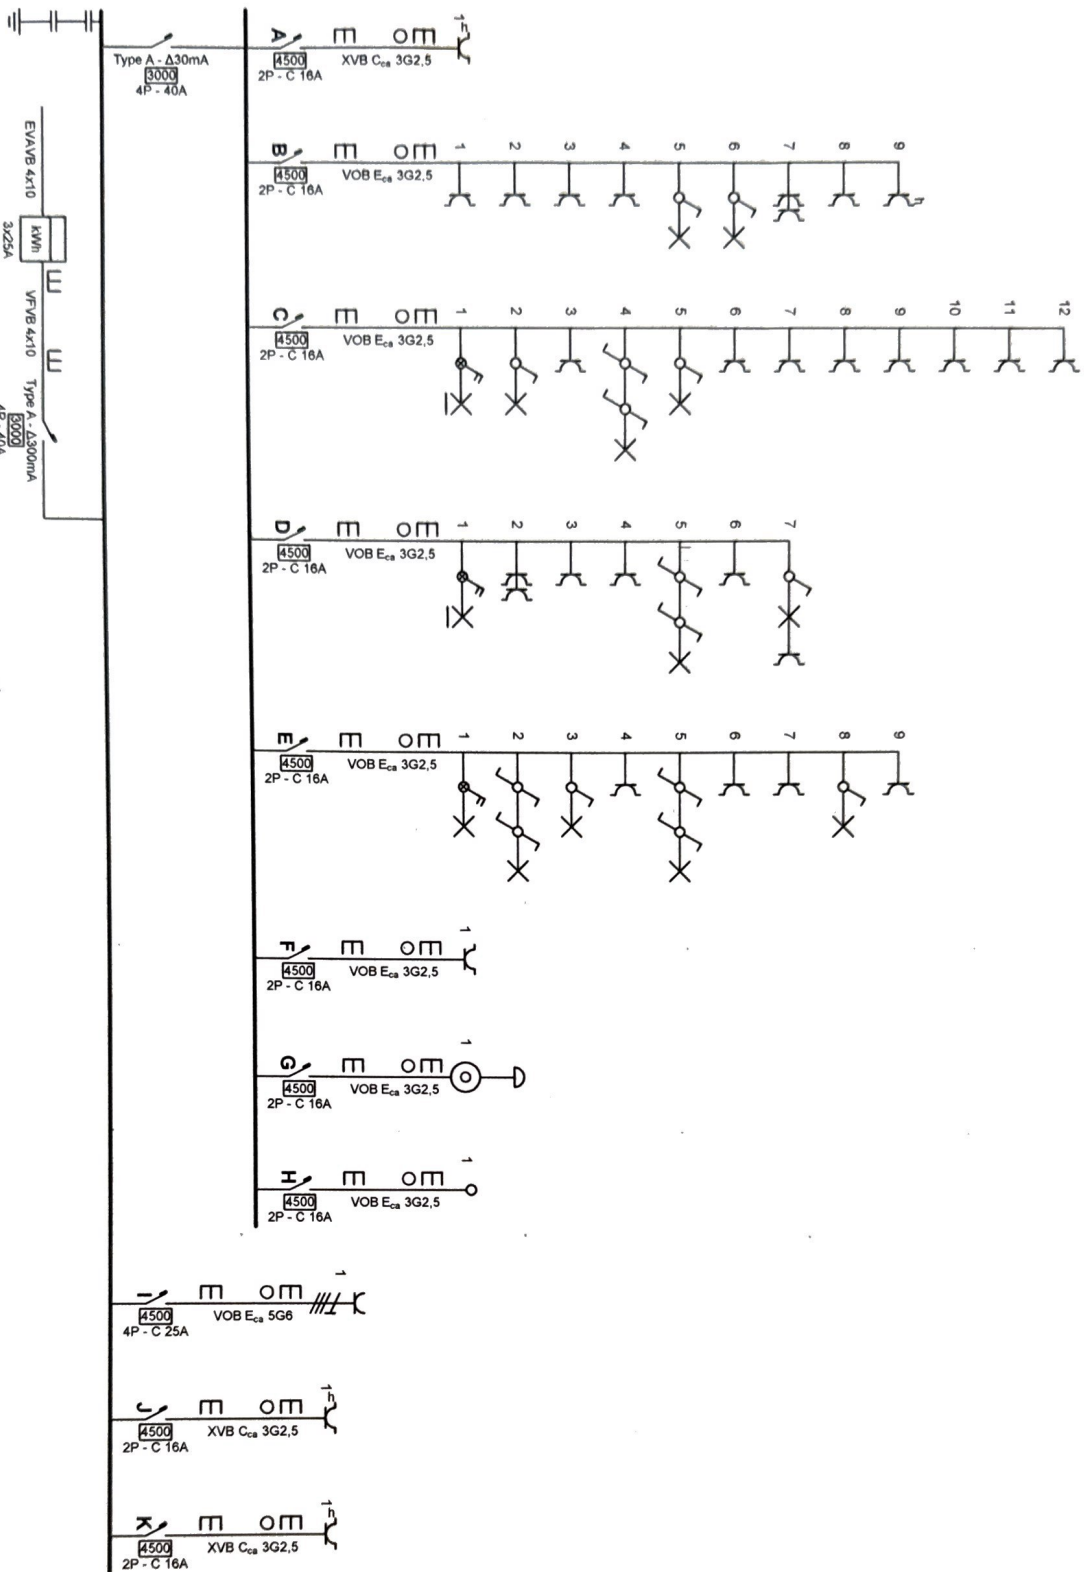 Type A - Δ30mA
3000
4P - 40A
EVAVB 4x10
kWh
3x25A
VFVB 4x10
Type A - Δ300mA
3000
A
4500
2P - C 16A
XVB Cca 3G2,5
1
h
B
4500
2P - C 16A
VOB Eca 3G2,5
1 2 3 4 5 6 7 8 9
h
C
4500
2P - C 16A
VOB Eca 3G2,5
1 2 3 4 5 6 7 8 9 10 11 12
D
4500
2P - C 16A
VOB Eca 3G2,5
1 2 3 4 5 6 7
E
4500
2P - C 16A
VOB Eca 3G2,5
1 2 3 4 5 6 7 8 9
F
4500
2P - C 16A
VOB Eca 3G2,5
1
G
4500
2P - C 16A
VOB Eca 3G2,5
1
H
4500
2P - C 16A
VOB Eca 3G2,5
1
I
4500
4P - C 25A
VOB Eca 5G6
1
J
4500
2P - C 16A
XVB Cca 3G2,5
1
h
K
4500
2P - C 16A
XVB Cca 3G2,5
1
h